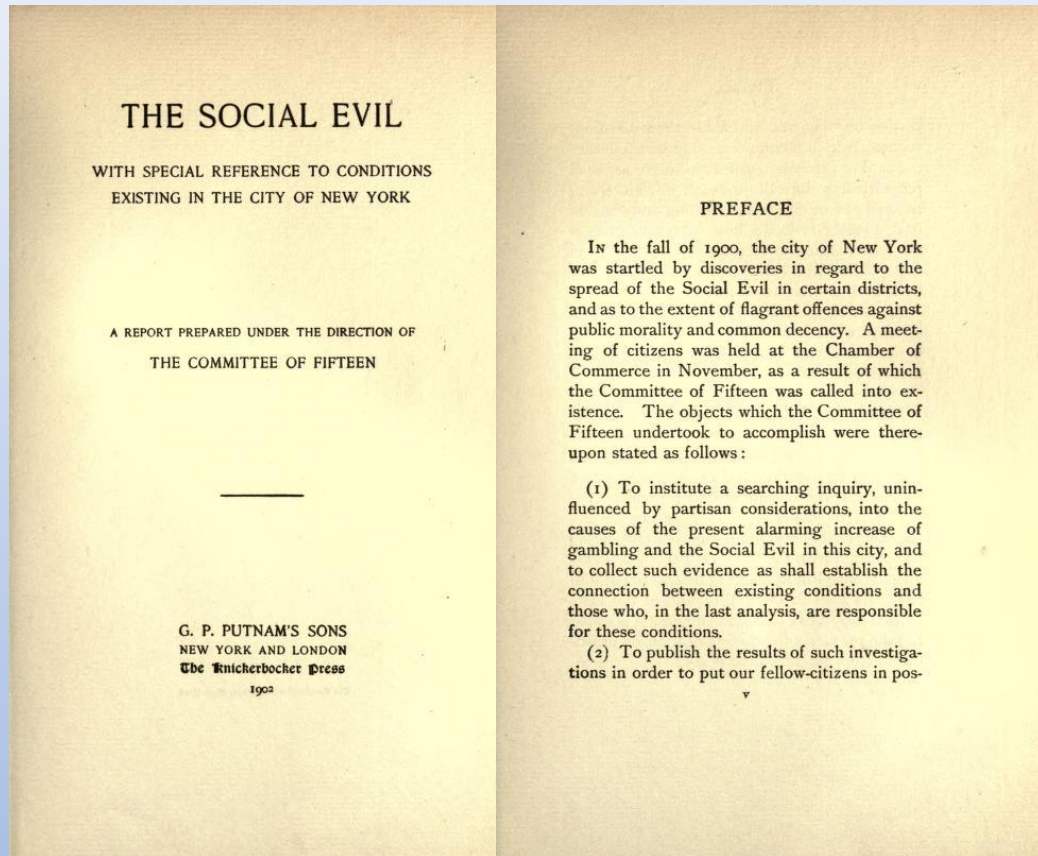 THE SOCIAL EVIL
WITH SPECIAL REFERENCE TO CONDITIONS
EXISTING IN THE CITY OF NEW YORK
A REPORT PREPARED UNDER THE DIRECTION OF
THE COMMITTEE OF FIFTEEN
G. P. PUTNAM'S SONS
NEW YORK AND LONDON
The Knickerbocker Press
1902
PREFACE
IN the fall of 1900, the city of New York
was startled by discoveries in regard to the
spread of the Social Evil in certain districts,
and as to the extent of flagrant offences against
public morality and common decency. A meet-
ing of citizens was held at the Chamber of
Commerce in November, as a result of which
the Committee of Fifteen was called into ex-
istence. The objects which the Committee of
Fifteen undertook to accomplish were there-
upon stated as follows:
(1) To institute a searching inquiry, unin-
fluenced by partisan considerations, into the
causes of the present alarming increase of
gambling and the Social Evil in this city, and
to collect such evidence as shall establish the
connection between existing conditions and
those who, in the last analysis, are responsible
for these conditions.
(2) To publish the results of such investiga-
tions in order to put our fellow-citizens in pos-
v